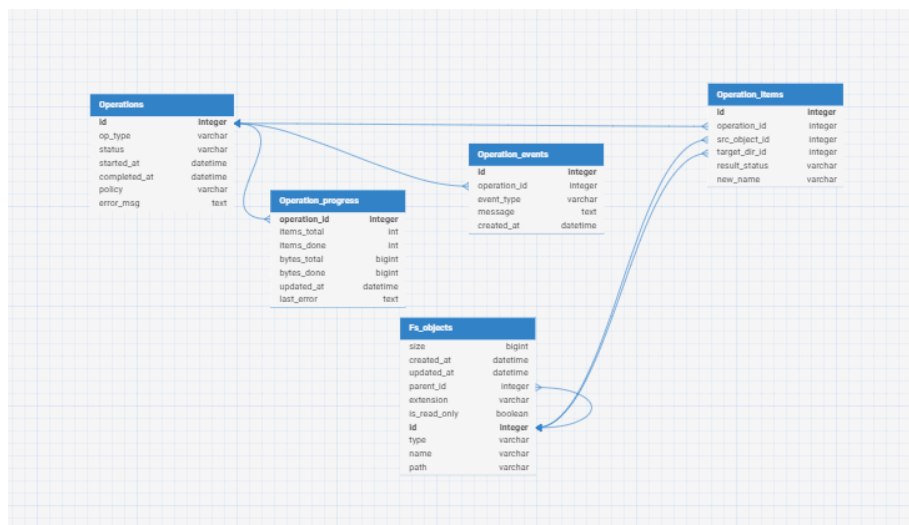 Operations
id integer
op_type varchar
status varchar
started_at datetime
completed_at datetime
policy varchar
error_msg text
Operation_progress
operation_id integer
items_total int
items_done int
bytes_total bigint
bytes_done bigint
updated_at datetime
last_error text
Operation_events
id integer
operation_id integer
event_type varchar
message text
created_at datetime
Operation_items
id integer
operation_id integer
src_object_id integer
target_dir_id integer
result_status varchar
new_name varchar
Fs_objects
size bigint
created_at datetime
updated_at datetime
parent_id integer
extension varchar
is_read_only boolean
id integer
type varchar
name varchar
path varchar